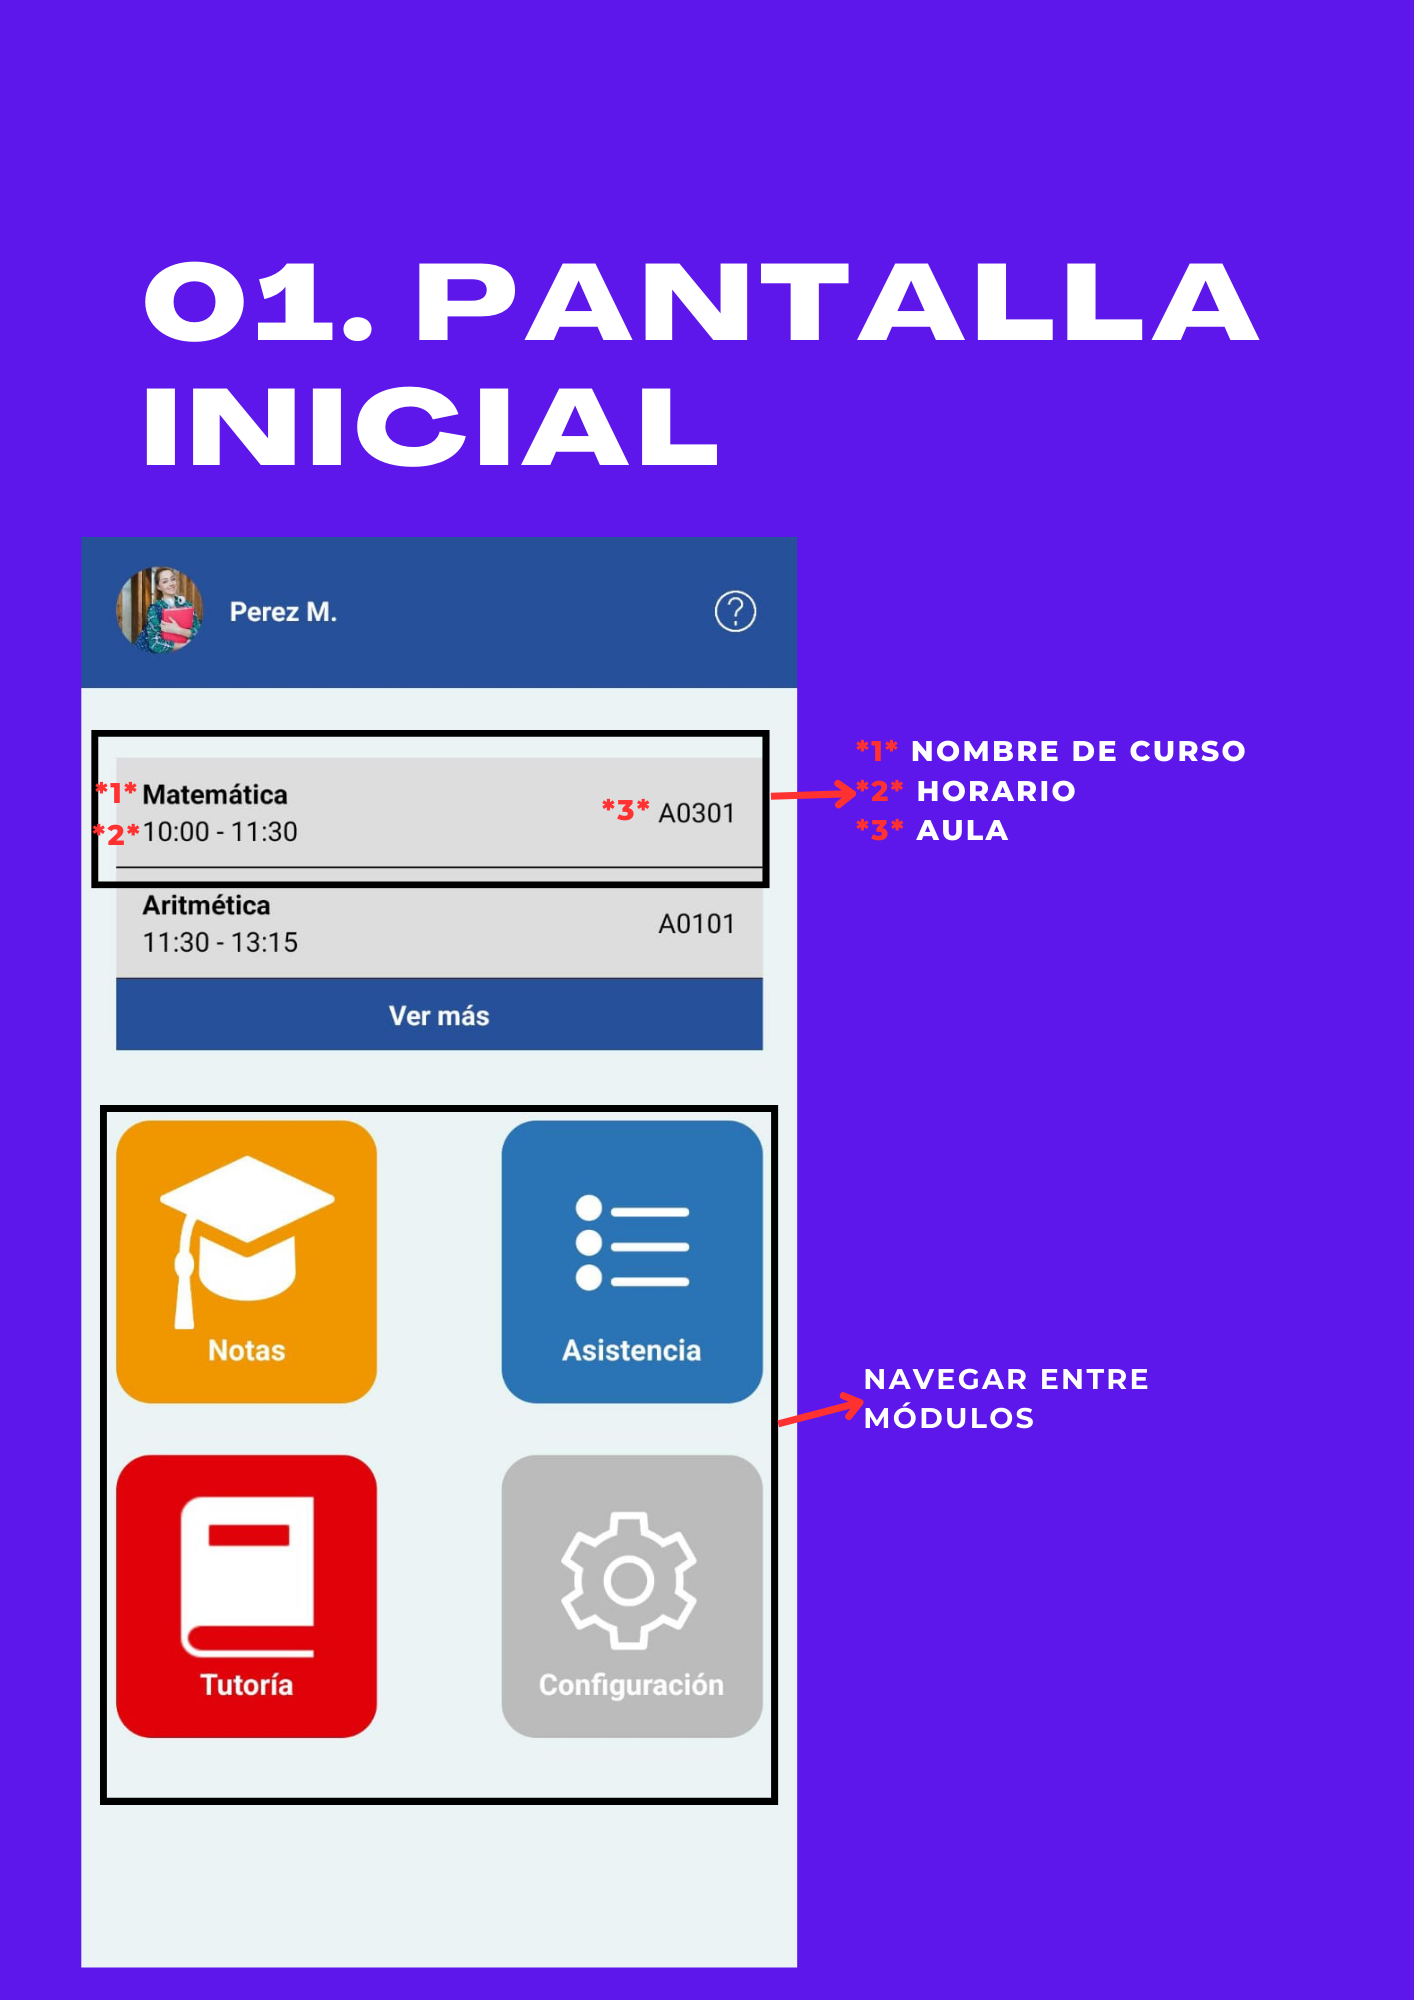 01. PANTALLA
INICIAL
Perez M.
?
*1* Matemática
*2* 10:00 - 11:30
*3* A0301
*1* NOMBRE DE CURSO
*2* HORARIO
*3* AULA
Aritmética
11:30 - 13:15
A0101
Ver más
Notas
Asistencia
NAVEGAR ENTRE
MÓDULOS
Tutoría
Configuración